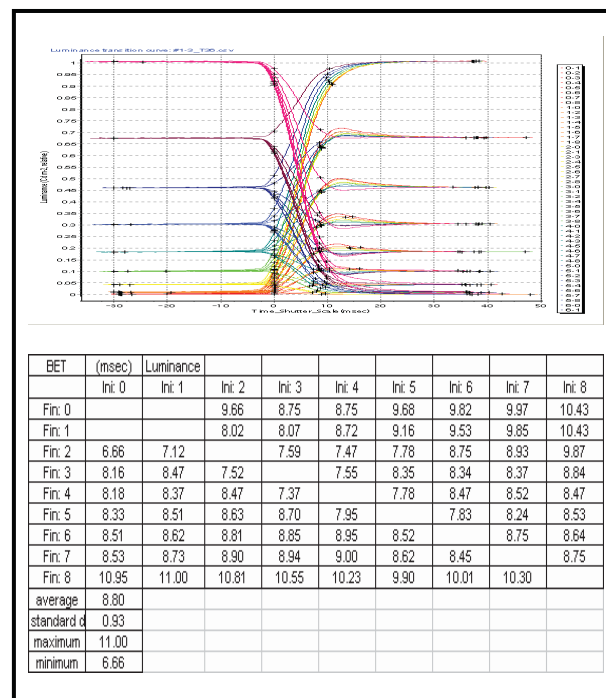 Luminance transition curve: #1-3_T36.csv
1
0.95
0.9
0.85
0.8
0.75
0.7
0.65
0.6
0.55
0.5
0.45
0.4
0.35
0.3
0.25
0.2
0.15
0.1
0.05
0
-30 -20 -10 0 10 20 30 40 50
Time_Shutter_Scale (msec)
BET (msec) Luminance
Ini: 0 Ini: 1 Ini: 2 Ini: 3 Ini: 4 Ini: 5 Ini: 6 Ini: 7 Ini: 8
Fin: 0 9.66 8.75 8.75 9.68 9.82 9.97 10.43
Fin: 1 8.02 8.07 8.72 9.16 9.53 9.85 10.43
Fin: 2 6.66 7.12 7.59 7.47 7.78 8.75 8.93 9.87
Fin: 3 8.16 8.47 7.52 7.55 8.35 8.34 8.37 8.84
Fin: 4 8.18 8.37 8.47 7.37 7.78 8.47 8.52 8.47
Fin: 5 8.33 8.51 8.63 8.70 7.95 7.83 8.24 8.53
Fin: 6 8.51 8.62 8.81 8.85 8.95 8.52 8.75 8.64
Fin: 7 8.53 8.73 8.90 8.94 9.00 8.62 8.45 8.75
Fin: 8 10.95 11.00 10.81 10.55 10.23 9.90 10.01 10.30
average 8.80
standard d 0.93
maximum 11.00
minimum 6.66